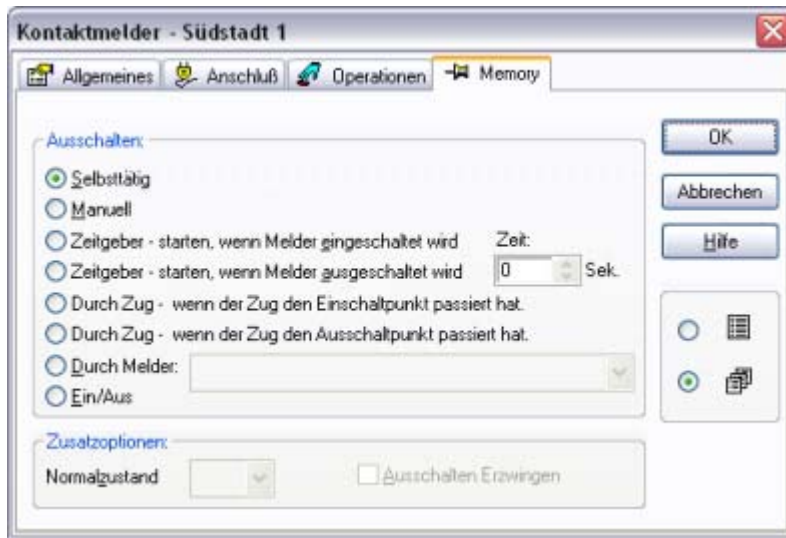 Kontaktmelder - Südstadt 1
Allgemeines Anschluß Operationen Memory
Ausschalten:
Selbsttätig
Manuell
Zeitgeber - starten, wenn Melder eingeschaltet wird Zeit:
Zeitgeber - starten, wenn Melder ausgeschaltet wird 0 Sek.
Durch Zug - wenn der Zug den Einschaltpunkt passiert hat.
Durch Zug - wenn der Zug den Ausschaltpunkt passiert hat.
Durch Melder:
Ein/Aus
Zusatzoptionen:
Normalzustand Ausschalten Erzwingen
OK
Abbrechen
Hilfe